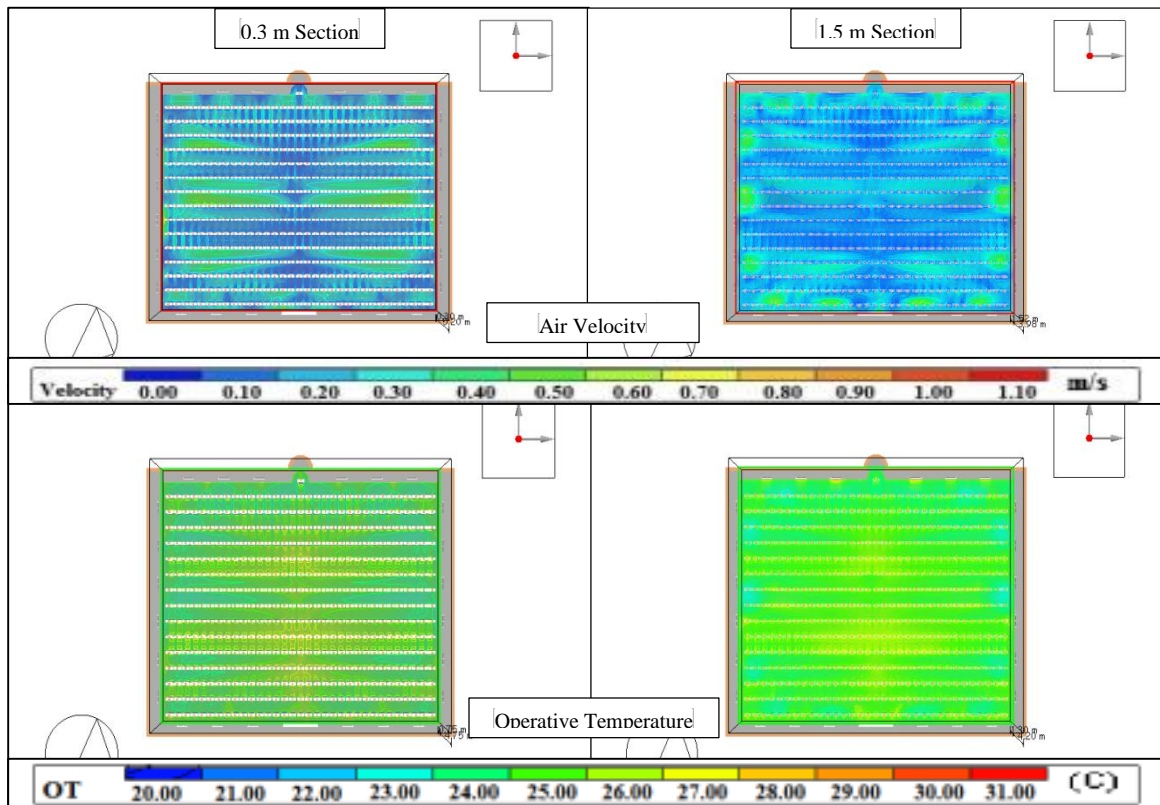 0.3 m Section
1.5 m Section
Air Velocity
Velocity 0.00 0.10 0.20 0.30 0.40 0.50 0.60 0.70 0.80 0.90 1.00 1.10 m/s
Operative Temperature
OT 20.00 21.00 22.00 23.00 24.00 25.00 26.00 27.00 28.00 29.00 30.00 31.00 (C)